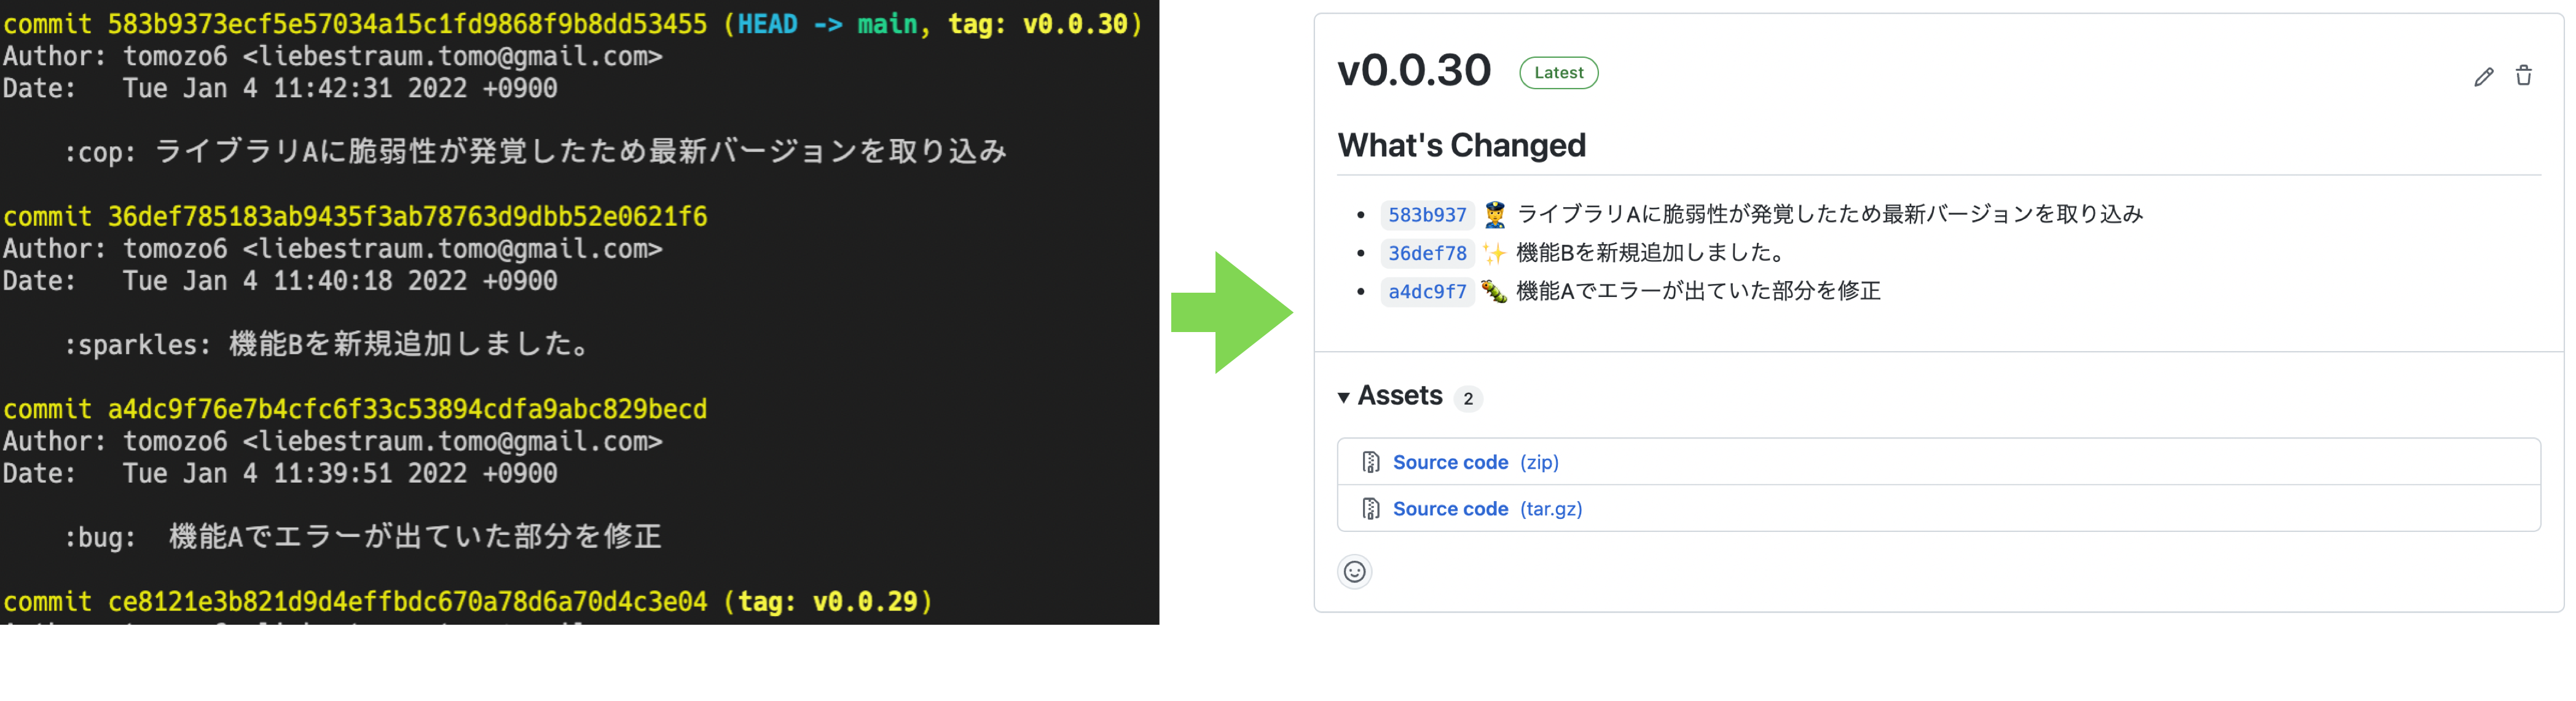 commit 583b9373ecf5e57034a15c1fd9868f9b8dd53455 (HEAD -> main, tag: v0.0.30)
Author: tomozo6 <liebestraum.tomo@gmail.com>
Date:   Tue Jan 4 11:42:31 2022 +0900
:cop: ライブラリAに脆弱性が発覚したため最新バージョンを取り込み
commit 36def785183ab9435f3ab78763d9dbb52e0621f6
Author: tomozo6 <liebestraum.tomo@gmail.com>
Date:   Tue Jan 4 11:40:18 2022 +0900
:sparkles: 機能Bを新規追加しました。
commit a4dc9f76e7b4cfc6f33c53894cdfa9abc829becd
Author: tomozo6 <liebestraum.tomo@gmail.com>
Date:   Tue Jan 4 11:39:51 2022 +0900
:bug:  機能Aでエラーが出ていた部分を修正
commit ce8121e3b821d9d4effbdc670a78d6a70d4c3e04 (tag: v0.0.29)
v0.0.30 Latest
What's Changed
583b937 👮 ライブラリAに脆弱性が発覚したため最新バージョンを取り込み
36def78 ✨ 機能Bを新規追加しました。
a4dc9f7 🐛 機能Aでエラーが出ていた部分を修正
Assets 2
Source code (zip)
Source code (tar.gz)